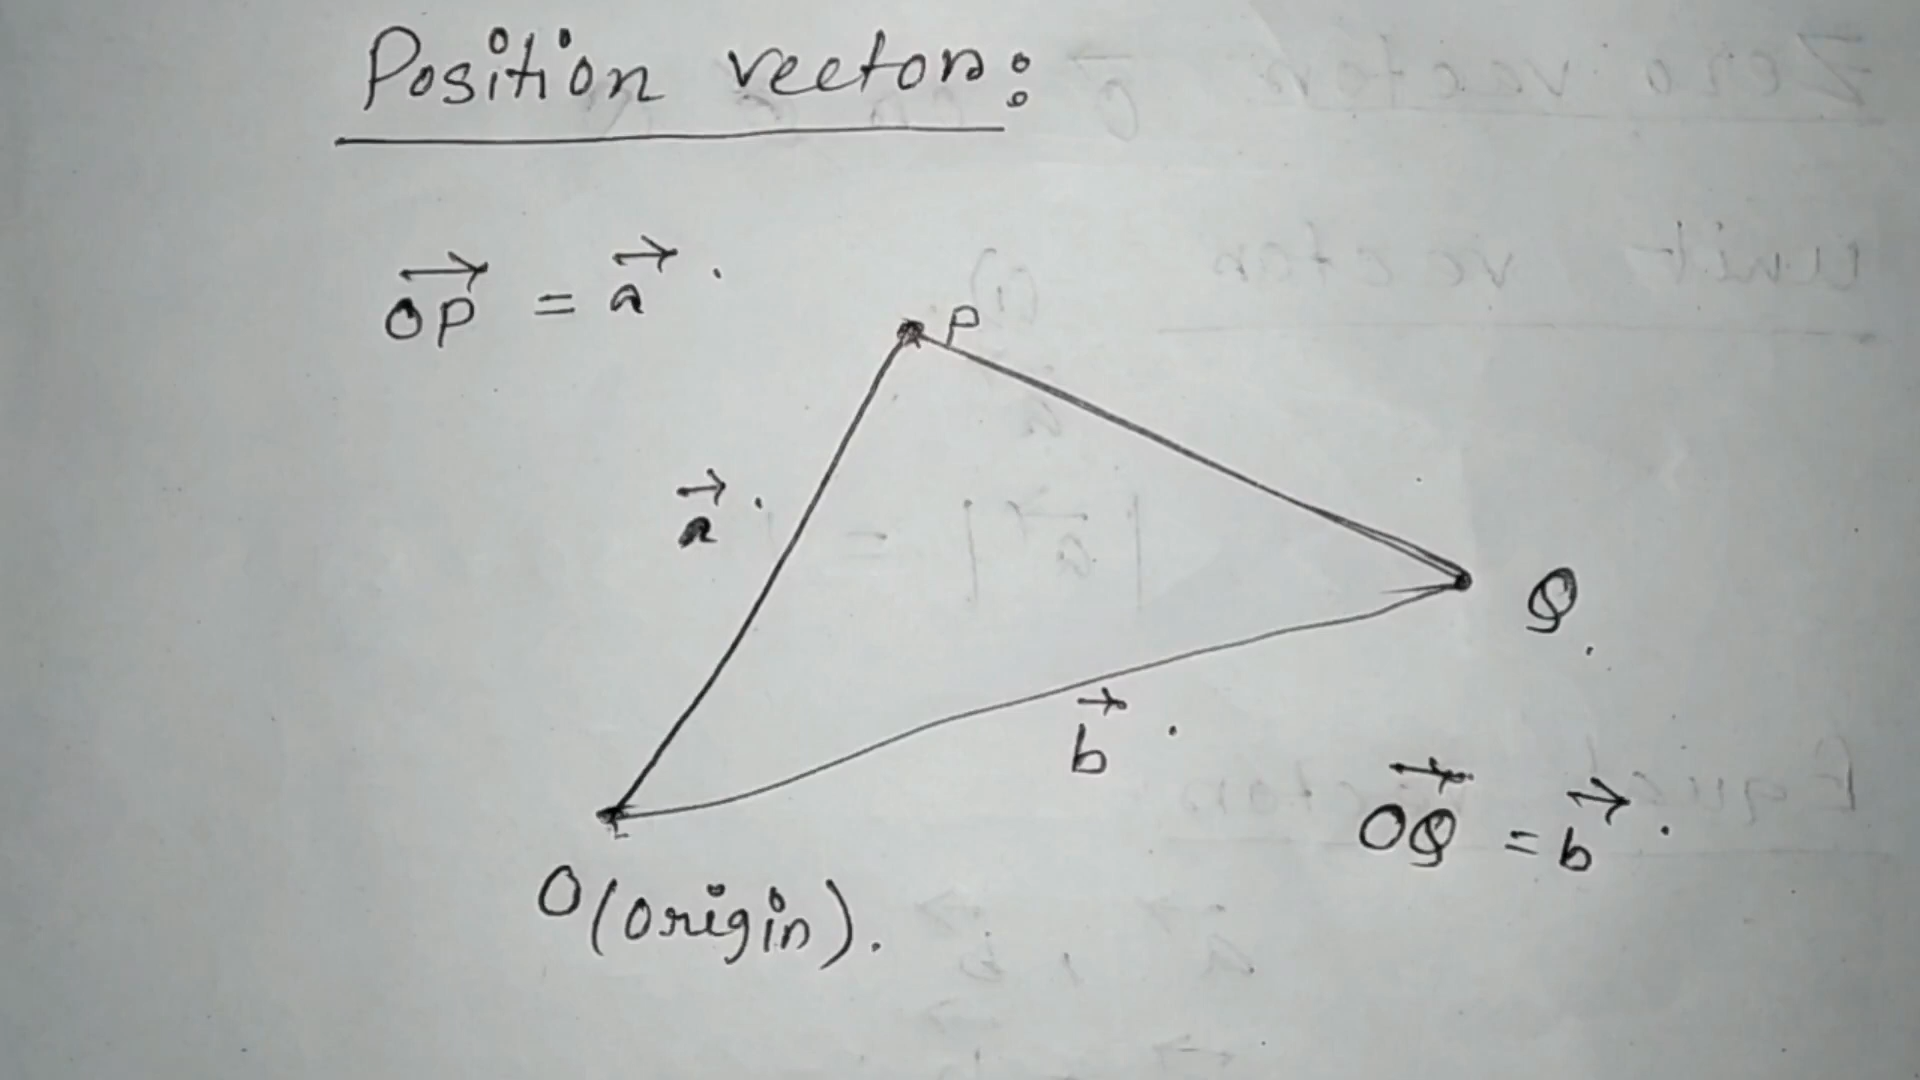 Position vector:
→OP = →a .
P
→a .
Q .
→b .
→OQ = →b .
O(origin).